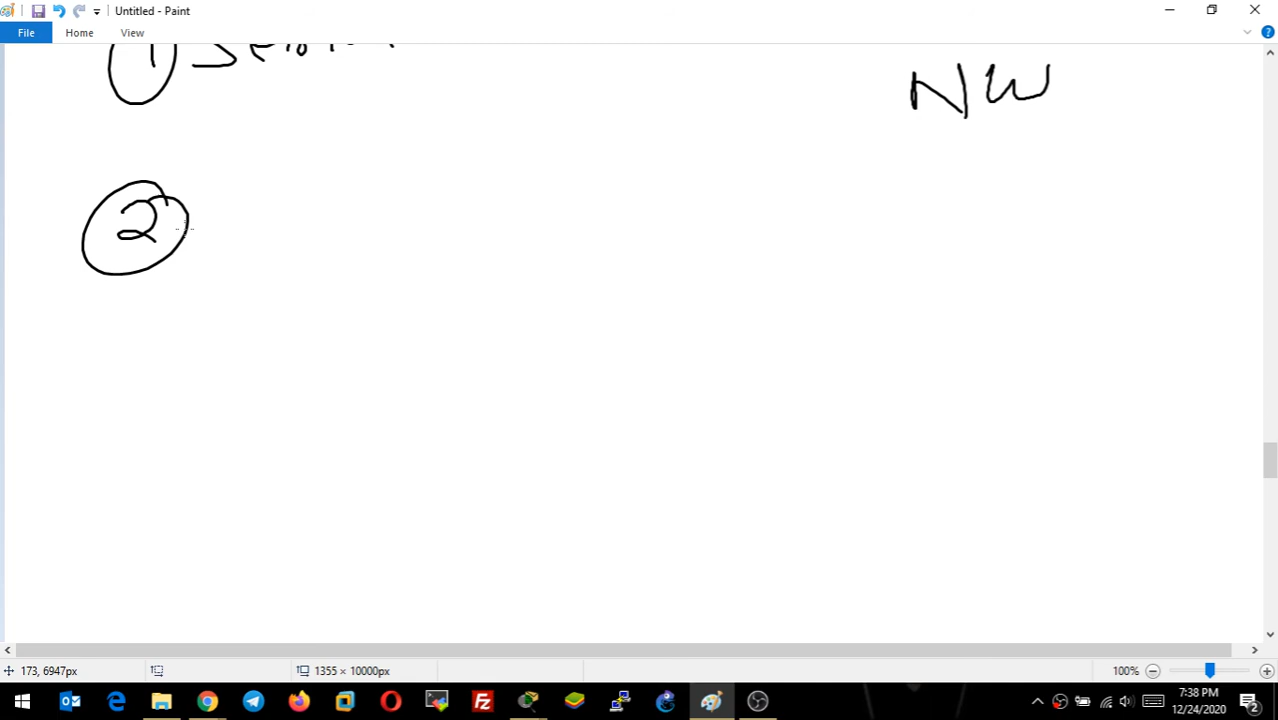 Untitled - Paint
File Home View
1
NW
2
173, 6947px
1355 × 10000px
100%
7:38 PM
12/24/2020
2